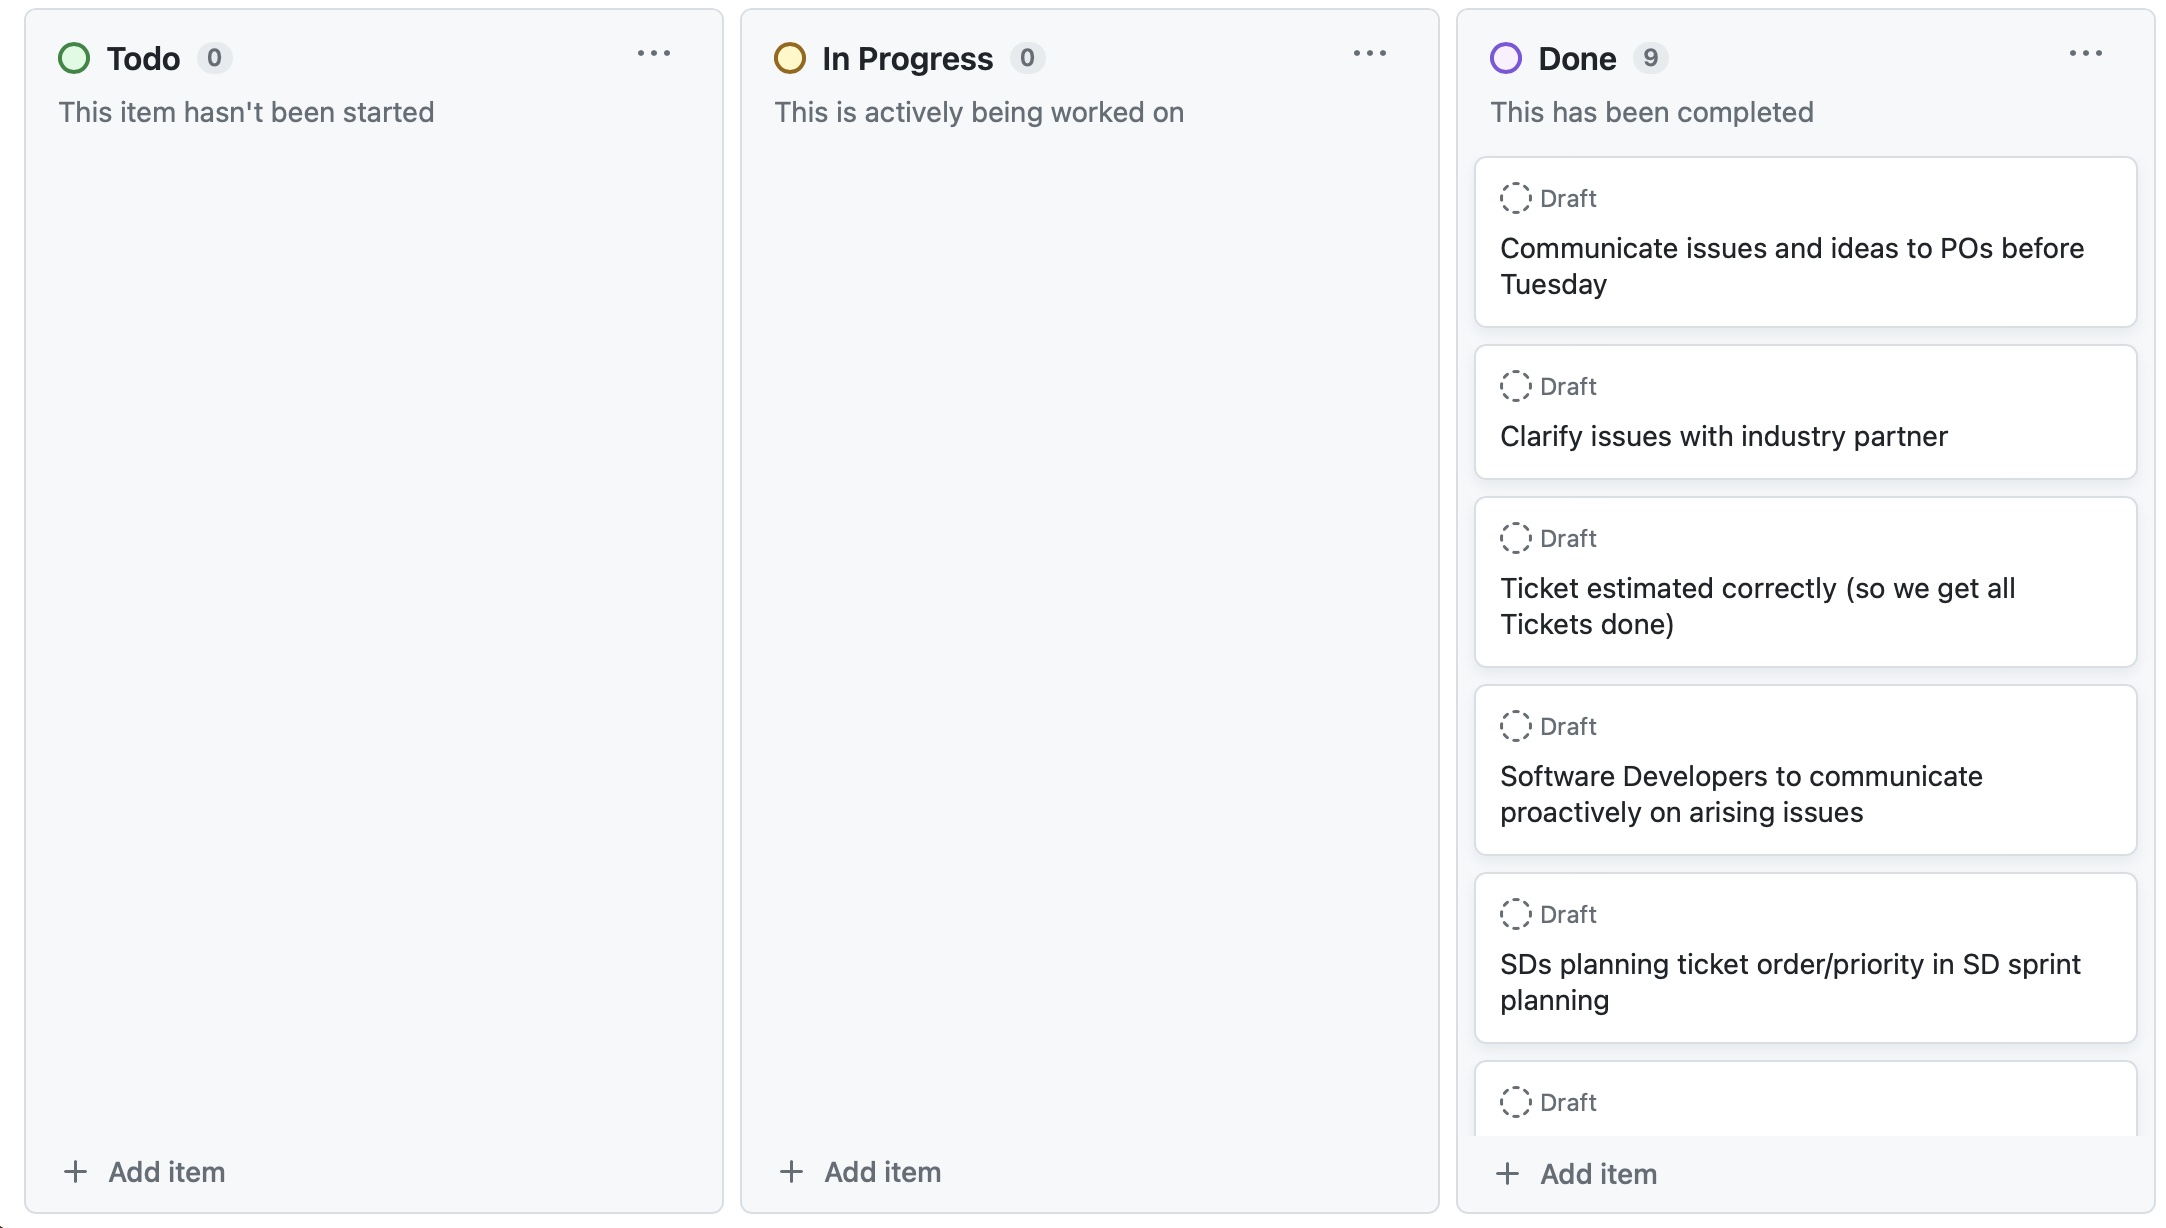 Todo 0
This item hasn't been started
+ Add item
In Progress 0
This is actively being worked on
+ Add item
Done 9
This has been completed
Draft
Communicate issues and ideas to POs before
Tuesday
Draft
Clarify issues with industry partner
Draft
Ticket estimated correctly (so we get all
Tickets done)
Draft
Software Developers to communicate
proactively on arising issues
Draft
SDs planning ticket order/priority in SD sprint
planning
Draft
+ Add item